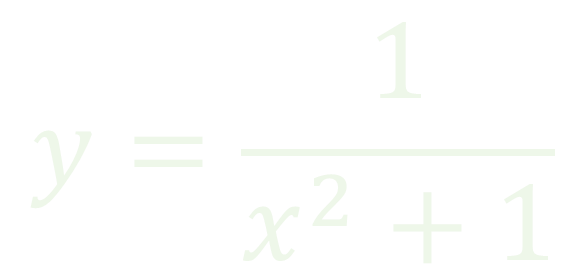 y = 1/(x² + 1)